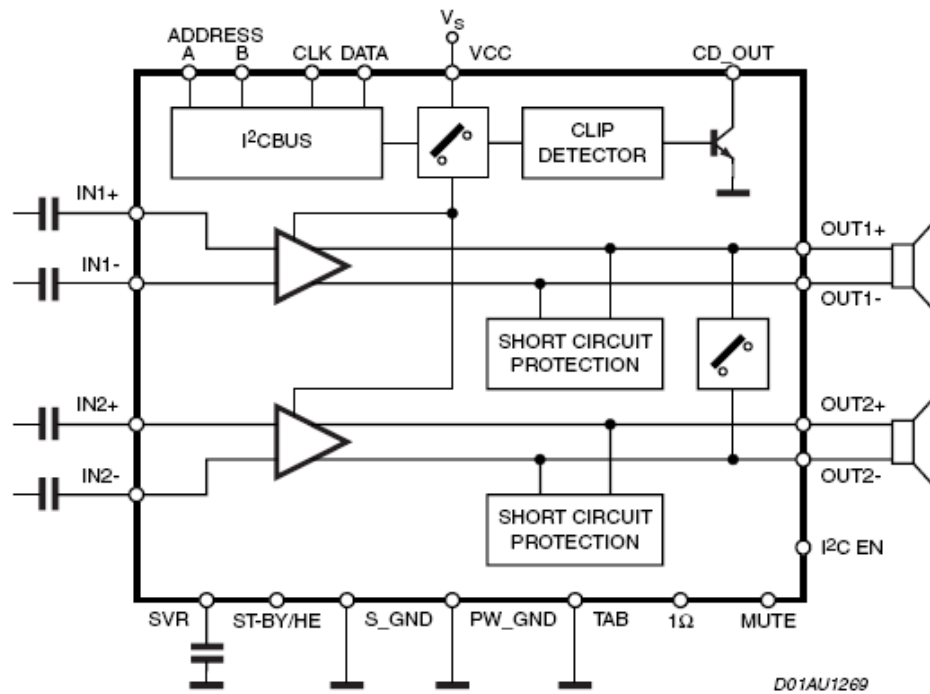 V_S
ADDRESS
A B CLK DATA VCC CD_OUT
I²CBUS
CLIP
DETECTOR
IN1+
OUT1+
IN1-
OUT1-
SHORT CIRCUIT
PROTECTION
IN2+
OUT2+
IN2-
OUT2-
SHORT CIRCUIT
PROTECTION
I²C EN
SVR ST-BY/HE S_GND PW_GND TAB 1Ω MUTE
D01AU1269